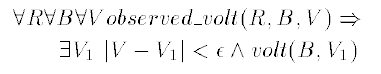 ∀R∀B∀V observed_volt(R, B, V) ⇒
∃V₁ |V − V₁| < ϵ ∧ volt(B, V₁)